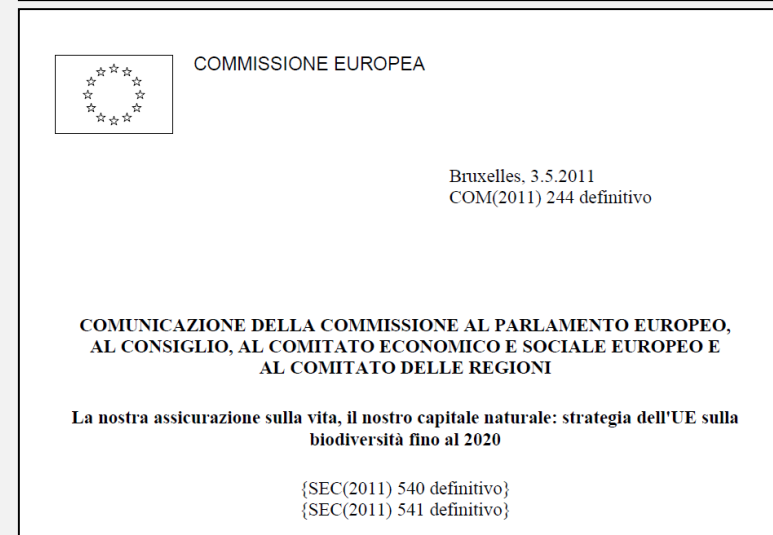 COMMISSIONE EUROPEA
Bruxelles, 3.5.2011
COM(2011) 244 definitivo
COMUNICAZIONE DELLA COMMISSIONE AL PARLAMENTO EUROPEO,
AL CONSIGLIO, AL COMITATO ECONOMICO E SOCIALE EUROPEO E
AL COMITATO DELLE REGIONI
La nostra assicurazione sulla vita, il nostro capitale naturale: strategia dell'UE sulla
biodiversità fino al 2020
{SEC(2011) 540 definitivo}
{SEC(2011) 541 definitivo}